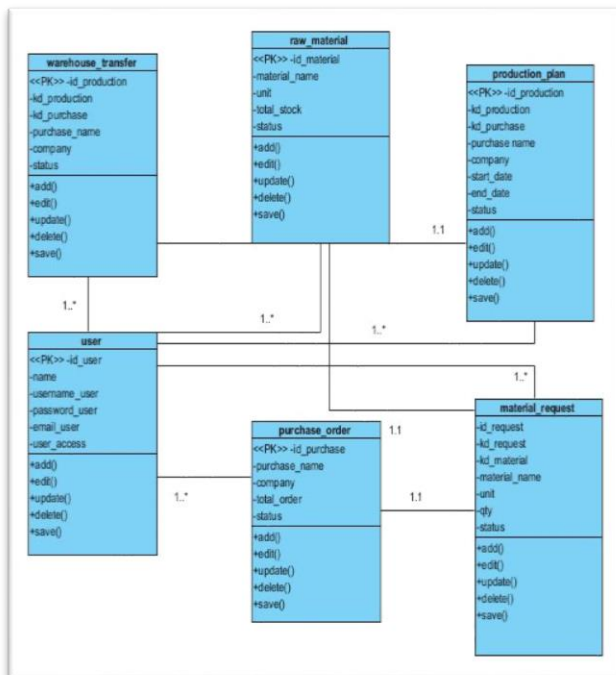 warehouse_transfer
<<PK>> -id_production
-kd_production
-kd_purchase
-purchase_name
-company
-status
+add()
+edit()
+update()
+delete()
+save()
raw_material
<<PK>> -id_material
-material_name
-unit
-total_stock
-status
+add()
+edit()
+update()
+delete()
+save()
production_plan
<<PK>> -id_production
-kd_production
-kd_purchase
-purchase name
-company
-start_date
-end_date
-status
+add()
+edit()
+update()
+delete()
+save()
1.1
1..*
1..*
1..*
1..*
user
<<PK>> -id_user
-name
-username_user
-password_user
-email_user
-user_access
+add()
+edit()
+update()
+delete()
+save()
1..*
purchase_order
<<PK>> -id_purchase
-purchase_name
-company
-total_order
-status
+add()
+edit()
+update()
+delete()
+save()
1.1
1.1
material_request
-id_request
-kd_request
-kd_material
-material_name
-unit
-qty
-status
+add()
+edit()
+update()
+delete()
+save()